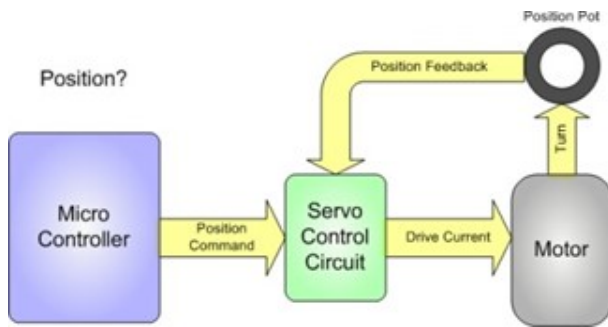 Position Pot
Position?
Position Feedback
Turn
Micro
Controller
Position
Command
Servo
Control
Circuit
Drive Current
Motor